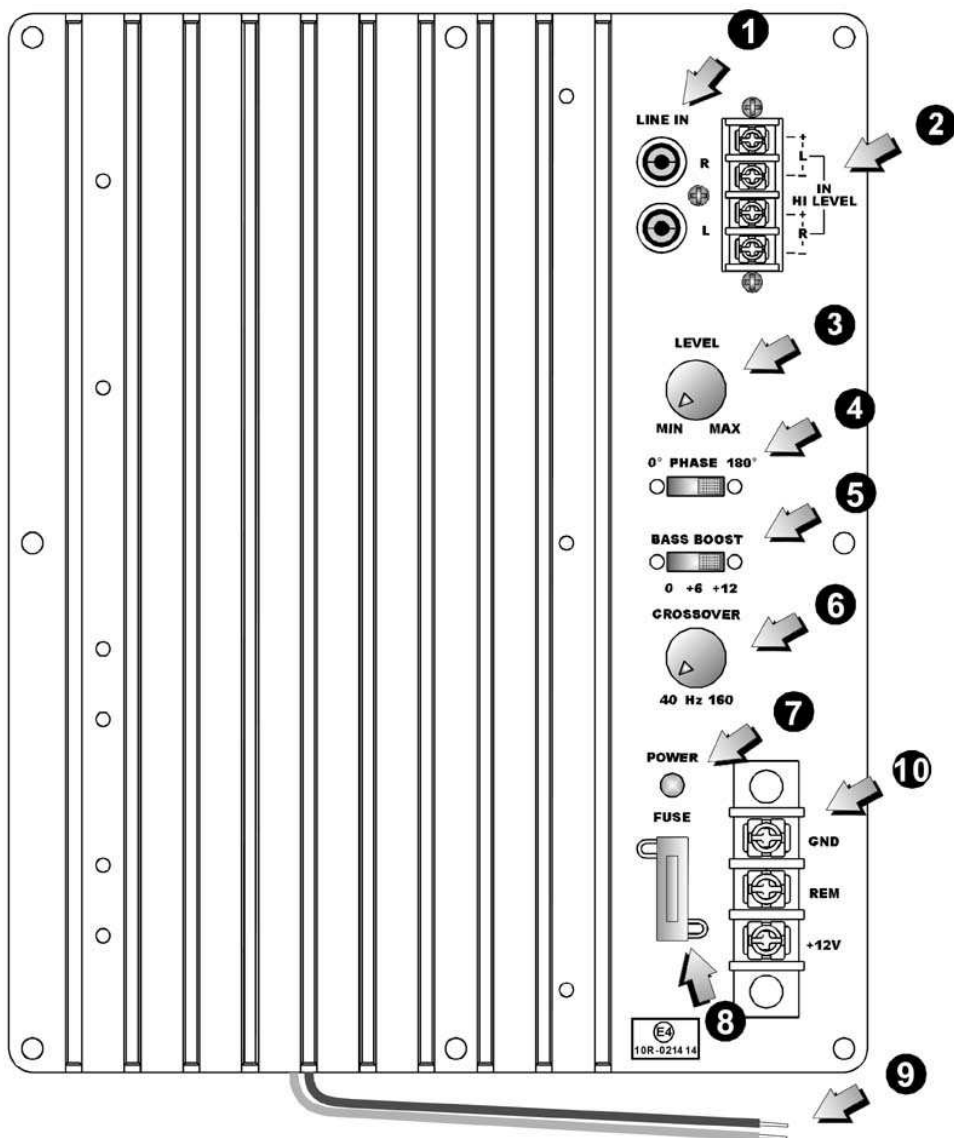 1
LINE IN
R
L
2
+
L
-
IN
HI LEVEL
+
R
-
3
LEVEL
MIN MAX
4
0° PHASE 180°
5
BASS BOOST
0 +6 +12
6
CROSSOVER
40 Hz 160
7
POWER
10
FUSE
GND
REM
+12V
8
E4
10R-021414
9